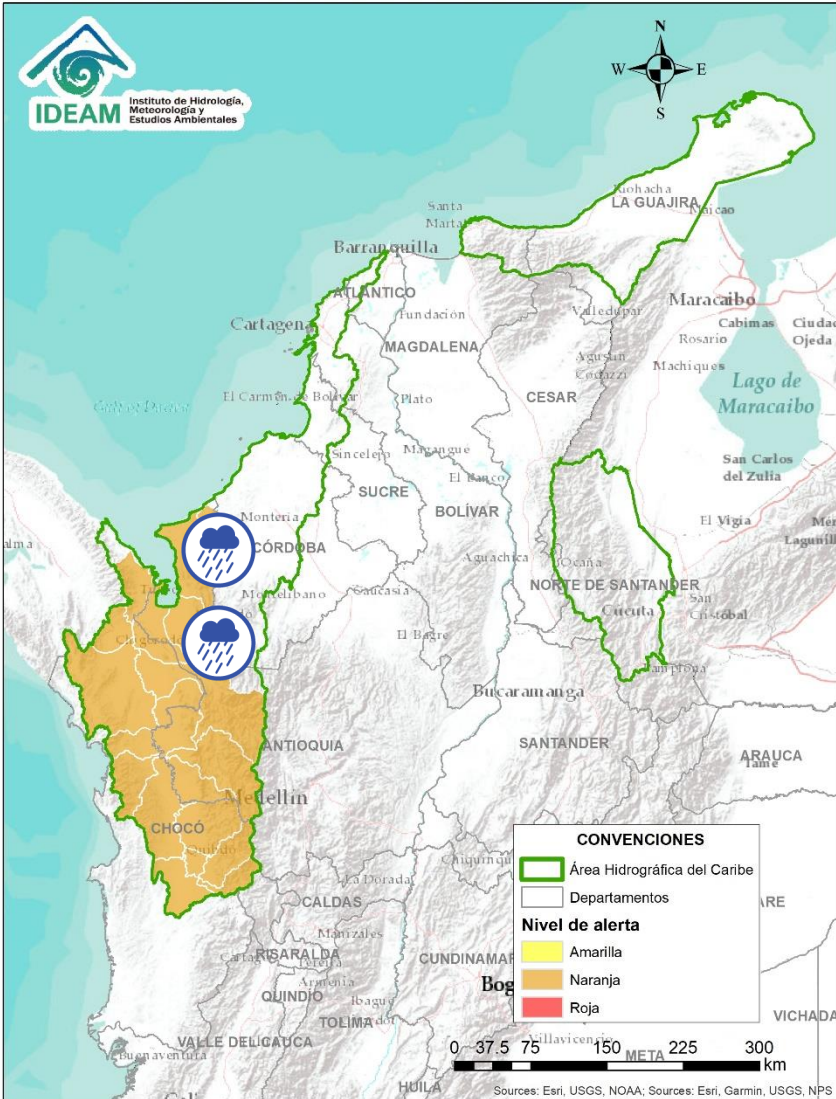 IDEAM
Instituto de Hidrología,
Meteorología y
Estudios Ambientales
N
W
E
S
Riohacha
LA GUAJIRA
Maicao
Santa
Marta
Barranquilla
ATLÁNTICO
Maracaibo
Cartagena
Fundación
Valledupar
Cabimas
Ciudad
Ojeda
Rosario
MAGDALENA
Agustín
Codazzi
Machiques
Lago de
Maracaibo
El Carmen de Bolívar
Plato
CESAR
Sincelejo
Magangue
San Carlos
del Zulia
SUCRE
El Banco
Montería
BOLÍVAR
El Vigía
CÓRDOBA
Aguachica
Ocaña
NORTE DE SANTANDER
Montelíbano
Caucasia
Cucuta
San
Cristóbal
El Bagre
Pamplona
Bucaramanga
ANTIOQUIA
SANTANDER
ARAUCA
Tame
Medellín
CHOCÓ
Quibdó
La Dorada
CALDAS
Manizales
RISARALDA
Pereira
Armenia
QUINDÍO
Ibagué
TOLIMA
VALLE DEL CAUCA
Buenaventura
HUILA
Villavicencio
META
VICHADA
CONVENCIONES
Área Hidrográfica del Caribe
Departamentos
Nivel de alerta
Amarilla
Naranja
Roja
0 37.5 75 150 225 300
km
Sources: Esri, USGS, NOAA; Sources: Esri, Garmin, USGS, NPS